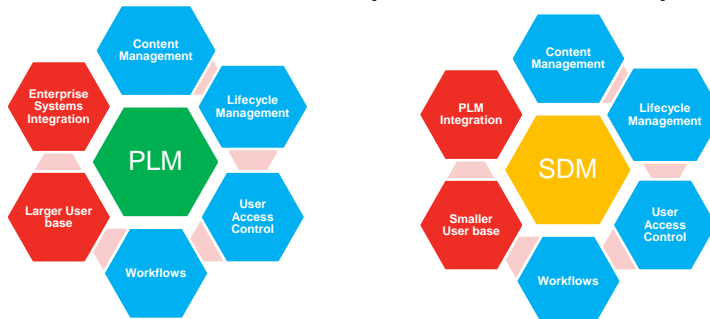 Content
Management
Enterprise
Systems
Integration
Lifecycle
Management
PLM
Larger User
base
User
Access
Control
Workflows
Content
Management
PLM
Integration
Lifecycle
Management
SDM
Smaller
User base
User
Access
Control
Workflows